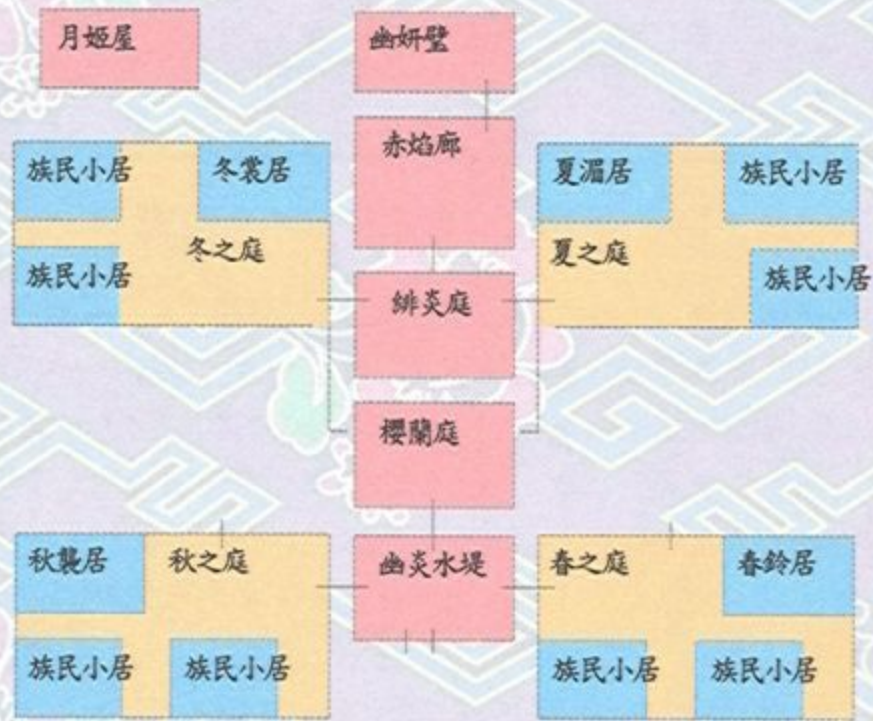 月姬屋
幽妍璧
赤焰廊
族民小居
冬裳居
冬之庭
族民小居
夏湄居
族民小居
夏之庭
族民小居
緋炎庭
櫻蘭庭
秋襲居
秋之庭
族民小居
族民小居
幽炎水堤
春之庭
春鈴居
族民小居
族民小居